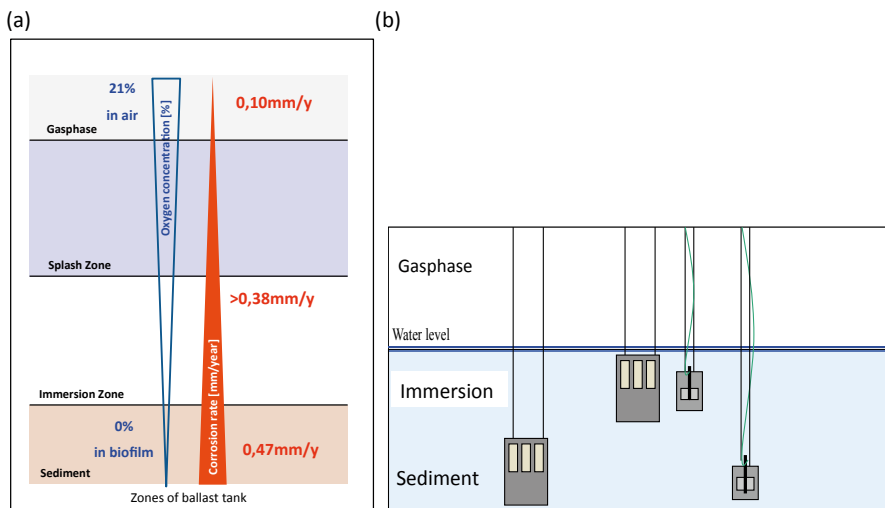 (a)
21%
in air
Oxygen concentration [%]
0,10mm/y
Gasphase
Splash Zone
>0,38mm/y
Corrosion rate [mm/year]
Immersion Zone
0%
in biofilm
0,47mm/y
Sediment
Zones of ballast tank
(b)
Gasphase
Water level
Immersion
Sediment